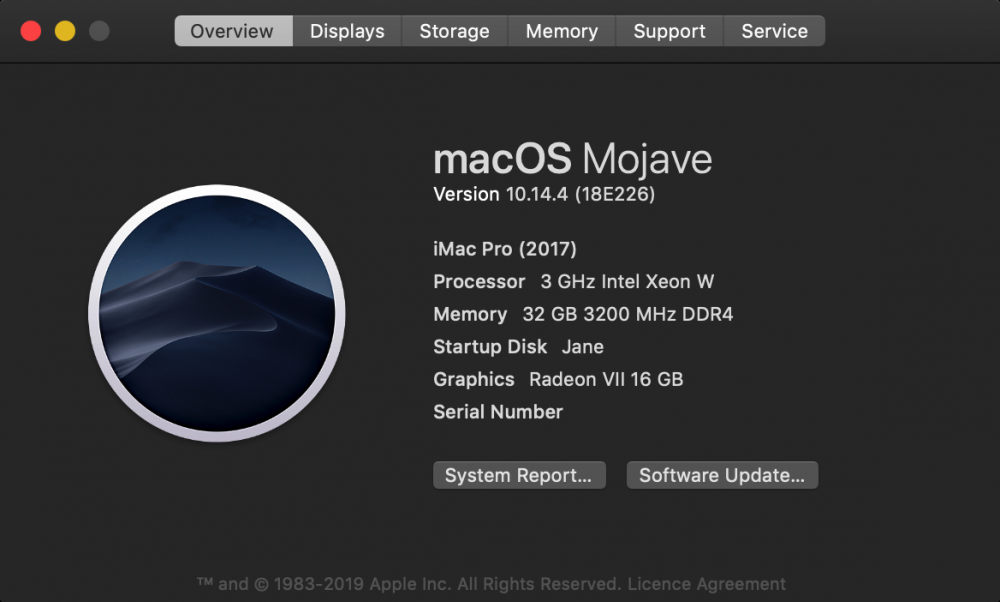 Overview Displays Storage Memory Support Service
macOS Mojave
Version 10.14.4 (18E226)
iMac Pro (2017)
Processor 3 GHz Intel Xeon W
Memory 32 GB 3200 MHz DDR4
Startup Disk Jane
Graphics Radeon VII 16 GB
Serial Number
System Report... Software Update...
™ and © 1983-2019 Apple Inc. All Rights Reserved. Licence Agreement